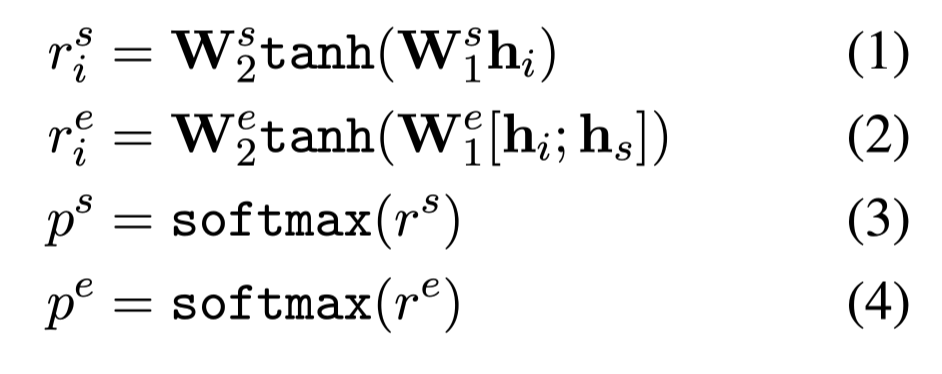 r_i^s = W_2^s tanh(W_1^s h_i) (1)
r_i^e = W_2^e tanh(W_1^e [h_i; h_s]) (2)
p^s = softmax(r^s) (3)
p^e = softmax(r^e) (4)